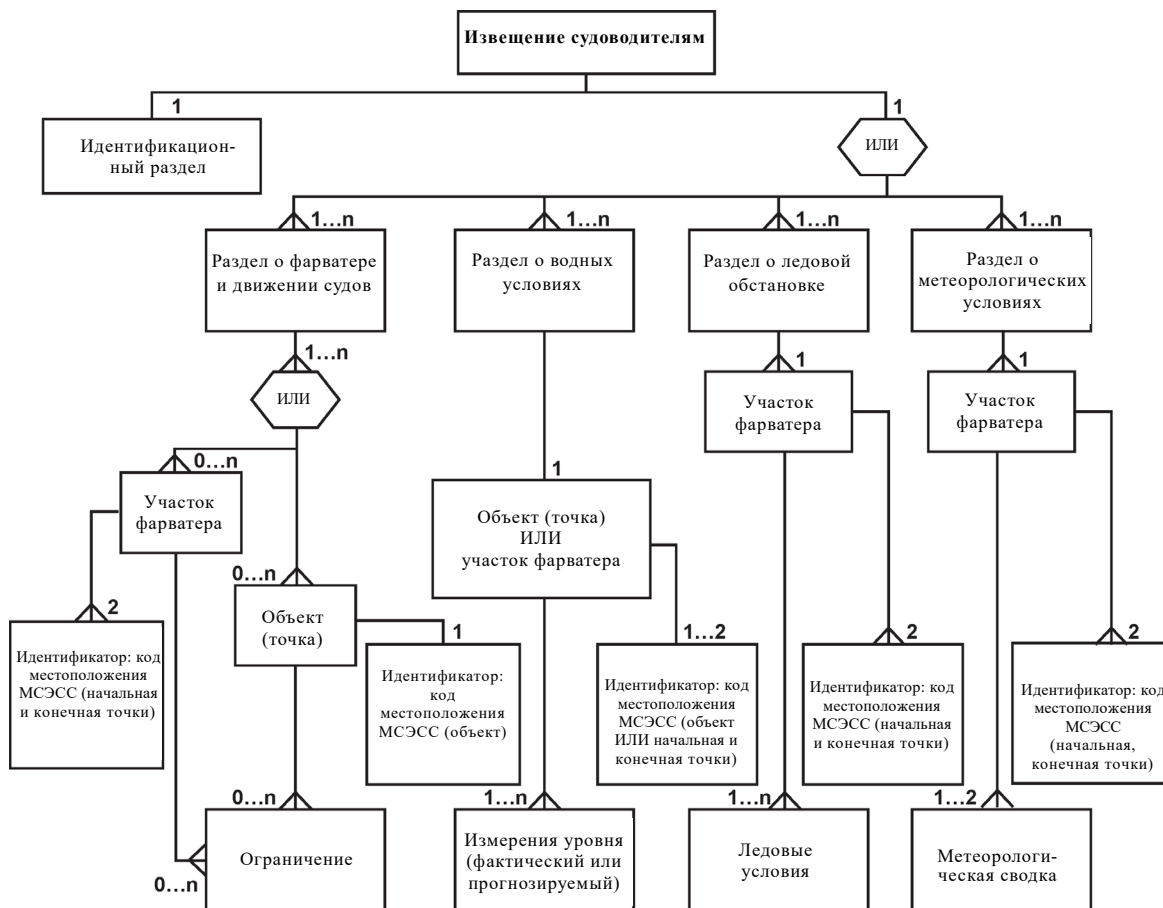 Извещение судоводителям
1
1
Идентификацион-
ный раздел
ИЛИ
1...n
1...n
1...n
1...n
Раздел о фарватере
и движении судов
Раздел о водных
условиях
Раздел о ледовой
обстановке
Раздел о
метеорологических
условиях
1...n
1
1
ИЛИ
Участок
фарватера
Участок
фарватера
0...n
1
Участок
фарватера
Объект (точка)
ИЛИ
участок фарватера
0...n
Объект
(точка)
2
1
1...2
2
2
Идентификатор: код
местоположения
МСЭСС (начальная
и конечная точки)
Идентификатор:
код
местоположения
МСЭСС (объект)
Идентификатор: код
местоположения
МСЭСС (объект
ИЛИ начальная и
конечная точки)
Идентификатор: код
местоположения
МСЭСС (начальная
и конечная точки)
Идентификатор: код
местоположения
МСЭСС
(начальная,
конечная точки)
0...n
1...n
1...n
1...2
0...n
Ограничение
Измерения уровня
(фактический или
прогнозируемый)
Ледовые
условия
Метеорологи-
ческая сводка